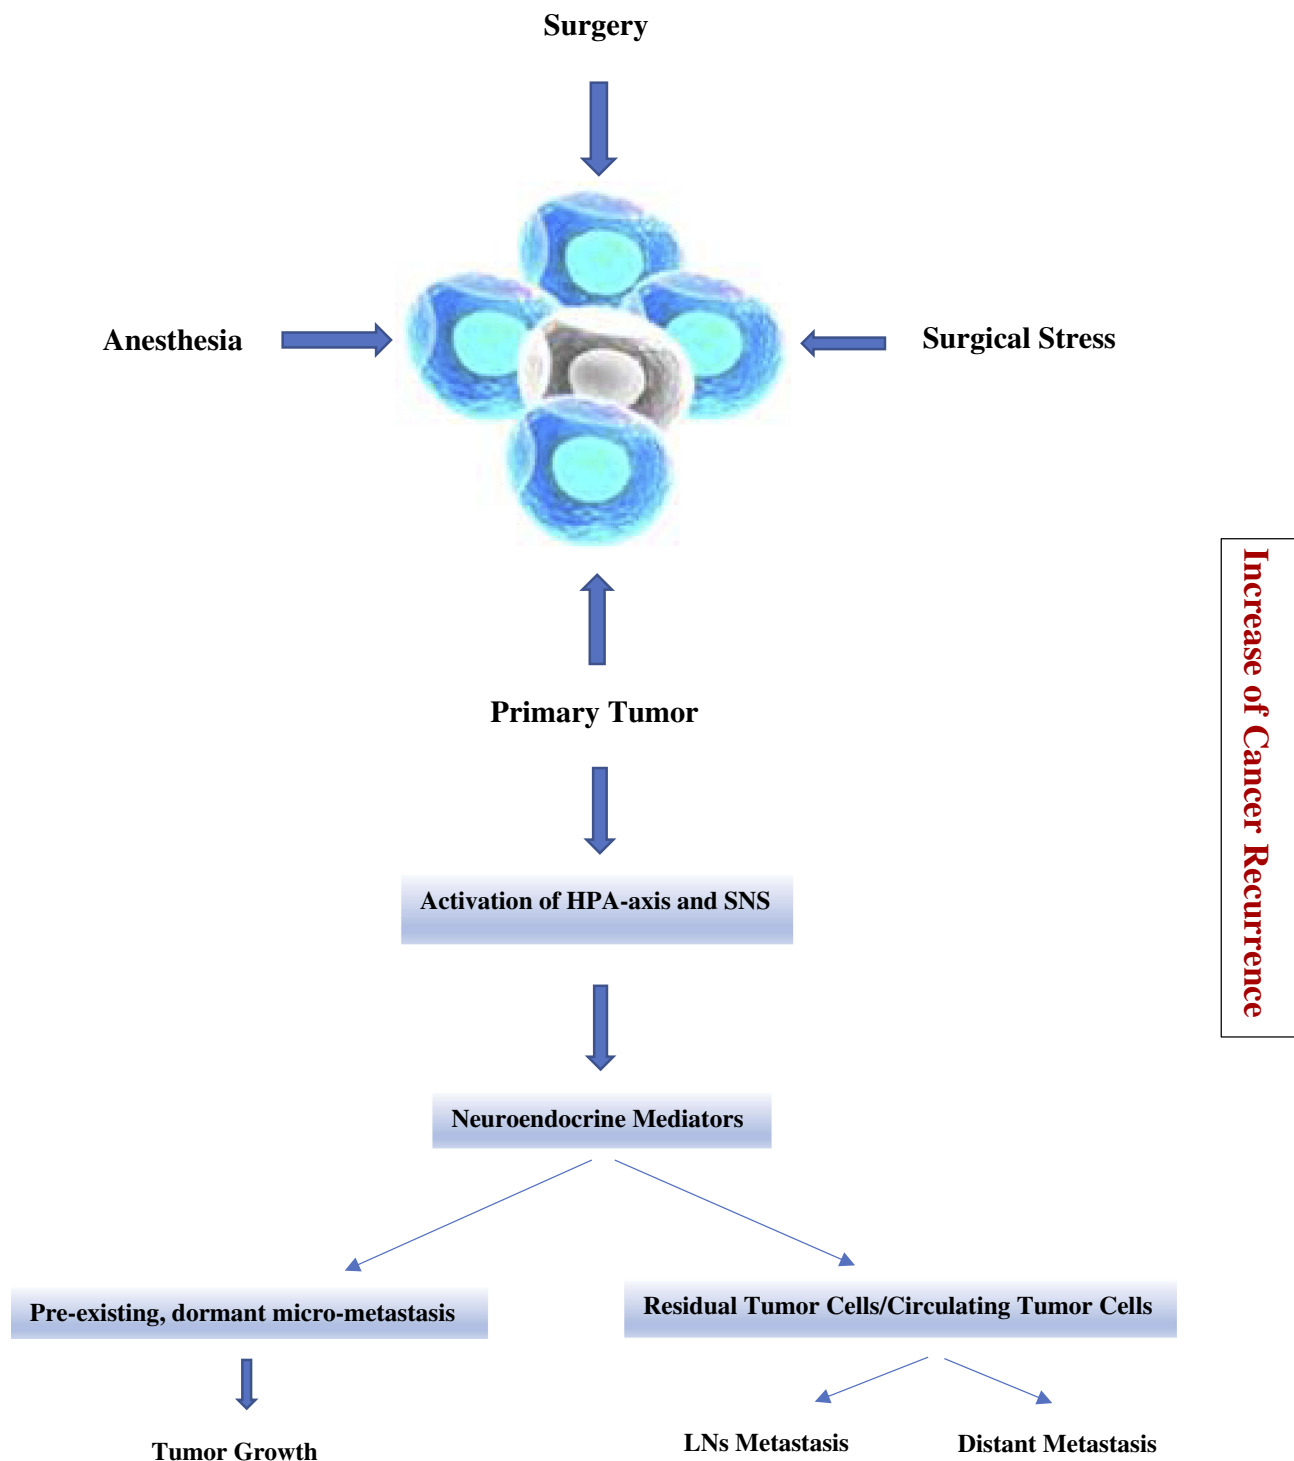 Surgery
Anesthesia
Surgical Stress
Primary Tumor
Increase of Cancer Recurrence
Activation of HPA-axis and SNS
Neuroendocrine Mediators
Pre-existing, dormant micro-metastasis
Residual Tumor Cells/Circulating Tumor Cells
Tumor Growth
LNs Metastasis
Distant Metastasis